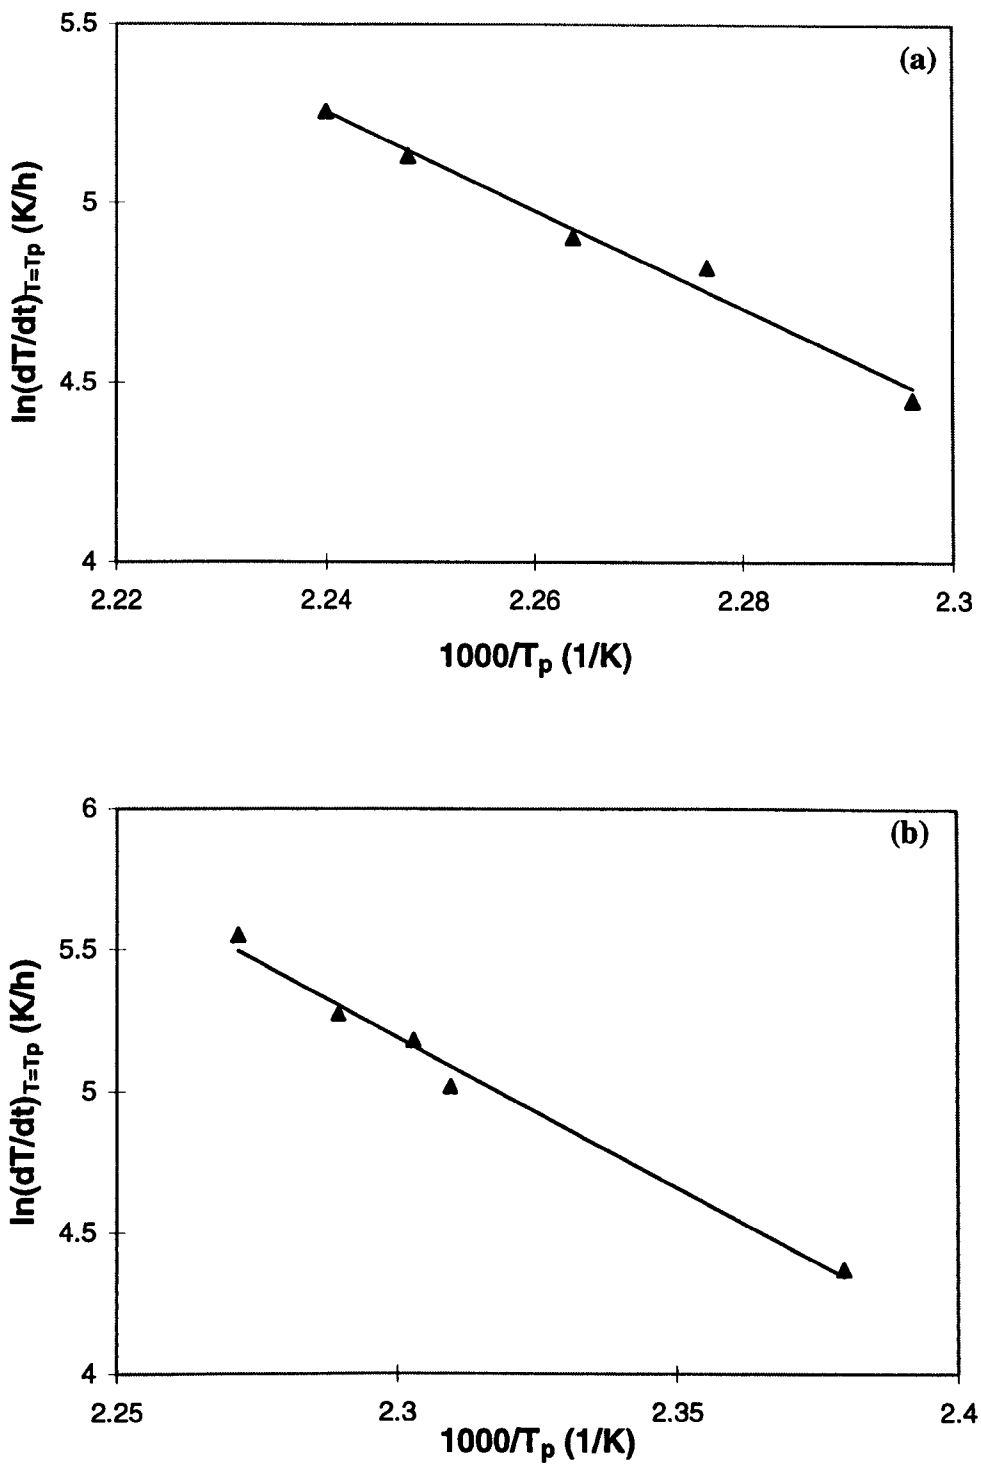 (a)
5.5
5
4.5
4
ln(dT/dt)T=Tp (K/h)
2.22 2.24 2.26 2.28 2.3
1000/Tp (1/K)
(b)
6
5.5
5
4.5
4
ln(dT/dt)T=Tp (K/h)
2.25 2.3 2.35 2.4
1000/Tp (1/K)